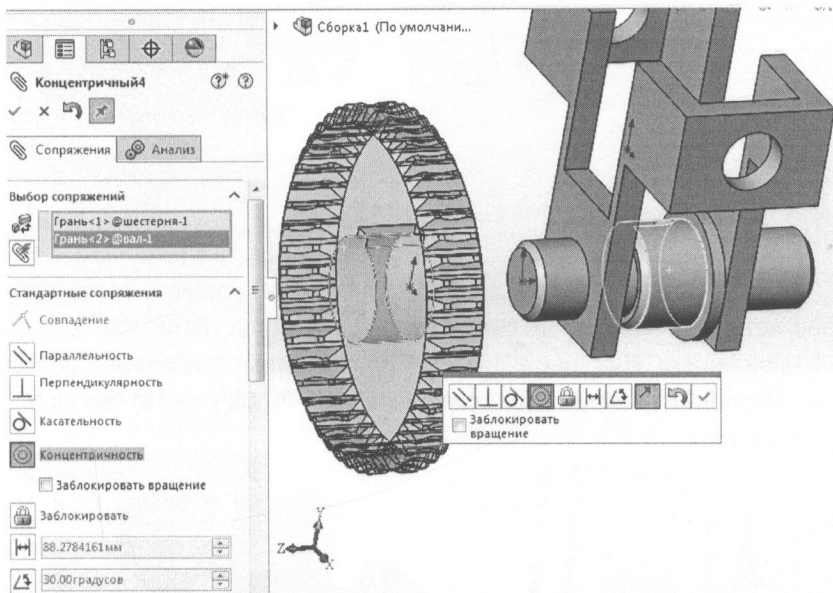 Сборка1 (По умолчани...
Концентричный4
Сопряжения
Анализ
Выбор сопряжений
Грань<1>@шестерня-1
Грань<2>@вал-1
Стандартные сопряжения
Совпадение
Параллельность
Перпендикулярность
Касательность
Концентричность
Заблокировать вращение
Заблокировать
88.2784161мм
30.00градусов
Заблокировать
вращение
Y
Z
X